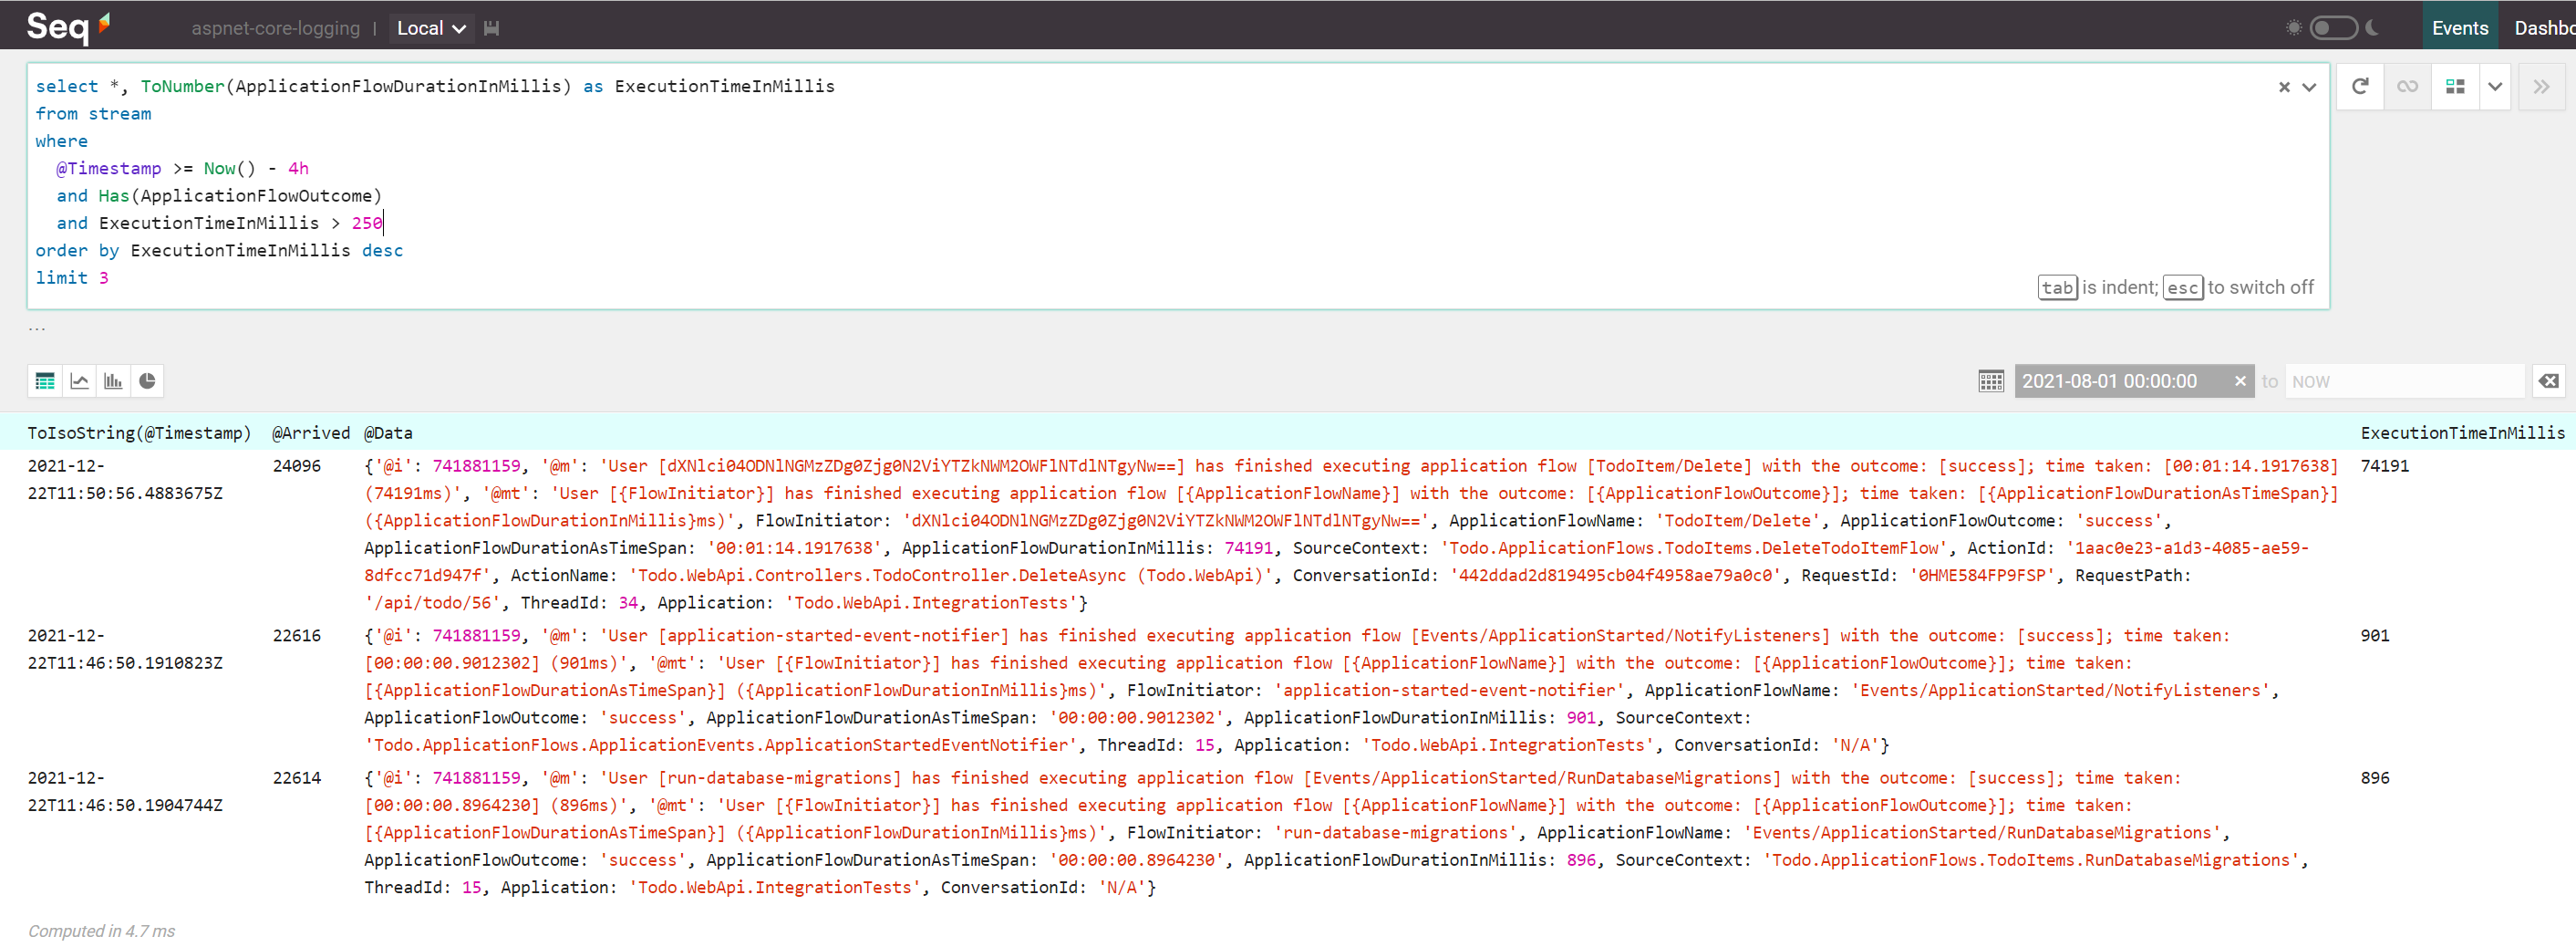 Seq aspnet-core-logging | Local Events Dashbo
select *, ToNumber(ApplicationFlowDurationInMillis) as ExecutionTimeInMillis
from stream
where
@Timestamp >= Now() - 4h
and Has(ApplicationFlowOutcome)
and ExecutionTimeInMillis > 250
order by ExecutionTimeInMillis desc
limit 3
tab is indent; esc to switch off
...
2021-08-01 00:00:00 × to NOW
ToIsoString(@Timestamp) @Arrived @Data ExecutionTimeInMillis
2021-12- 24096 {'@i': 741881159, '@m': 'User [dXNlci04ODNlNGMzZDg0Zjg0N2ViYTZkNWM2OWFlNTdlNTgyNw==] has finished executing application flow [TodoItem/Delete] with the outcome: [success]; time taken: [00:01:14.1917638] 74191
22T11:50:56.4883675Z (74191ms)', '@mt': 'User [{FlowInitiator}] has finished executing application flow [{ApplicationFlowName}] with the outcome: [{ApplicationFlowOutcome}]; time taken: [{ApplicationFlowDurationAsTimeSpan}]
({ApplicationFlowDurationInMillis}ms)', FlowInitiator: 'dXNlci04ODNlNGMzZDg0Zjg0N2ViYTZkNWM2OWFlNTdlNTgyNw==', ApplicationFlowName: 'TodoItem/Delete', ApplicationFlowOutcome: 'success',
ApplicationFlowDurationAsTimeSpan: '00:01:14.1917638', ApplicationFlowDurationInMillis: 74191, SourceContext: 'Todo.ApplicationFlows.TodoItems.DeleteTodoItemFlow', ActionId: '1aac0e23-a1d3-4085-ae59-
8dfcc71d947f', ActionName: 'Todo.WebApi.Controllers.TodoController.DeleteAsync (Todo.WebApi)', ConversationId: '442ddad2d819495cb04f4958ae79a0c0', RequestId: '0HME584FP9FSP', RequestPath:
'/api/todo/56', ThreadId: 34, Application: 'Todo.WebApi.IntegrationTests'}
2021-12- 22616 {'@i': 741881159, '@m': 'User [application-started-event-notifier] has finished executing application flow [Events/ApplicationStarted/NotifyListeners] with the outcome: [success]; time taken: 901
22T11:46:50.1910823Z [00:00:00.9012302] (901ms)', '@mt': 'User [{FlowInitiator}] has finished executing application flow [{ApplicationFlowName}] with the outcome: [{ApplicationFlowOutcome}]; time taken:
[{ApplicationFlowDurationAsTimeSpan}] ({ApplicationFlowDurationInMillis}ms)', FlowInitiator: 'application-started-event-notifier', ApplicationFlowName: 'Events/ApplicationStarted/NotifyListeners',
ApplicationFlowOutcome: 'success', ApplicationFlowDurationAsTimeSpan: '00:00:00.9012302', ApplicationFlowDurationInMillis: 901, SourceContext:
'Todo.ApplicationFlows.ApplicationEvents.ApplicationStartedEventNotifier', ThreadId: 15, Application: 'Todo.WebApi.IntegrationTests', ConversationId: 'N/A'}
2021-12- 22614 {'@i': 741881159, '@m': 'User [run-database-migrations] has finished executing application flow [Events/ApplicationStarted/RunDatabaseMigrations] with the outcome: [success]; time taken: 896
22T11:46:50.1904744Z [00:00:00.8964230] (896ms)', '@mt': 'User [{FlowInitiator}] has finished executing application flow [{ApplicationFlowName}] with the outcome: [{ApplicationFlowOutcome}]; time taken:
[{ApplicationFlowDurationAsTimeSpan}] ({ApplicationFlowDurationInMillis}ms)', FlowInitiator: 'run-database-migrations', ApplicationFlowName: 'Events/ApplicationStarted/RunDatabaseMigrations',
ApplicationFlowOutcome: 'success', ApplicationFlowDurationAsTimeSpan: '00:00:00.8964230', ApplicationFlowDurationInMillis: 896, SourceContext: 'Todo.ApplicationFlows.TodoItems.RunDatabaseMigrations',
ThreadId: 15, Application: 'Todo.WebApi.IntegrationTests', ConversationId: 'N/A'}
Computed in 4.7 ms